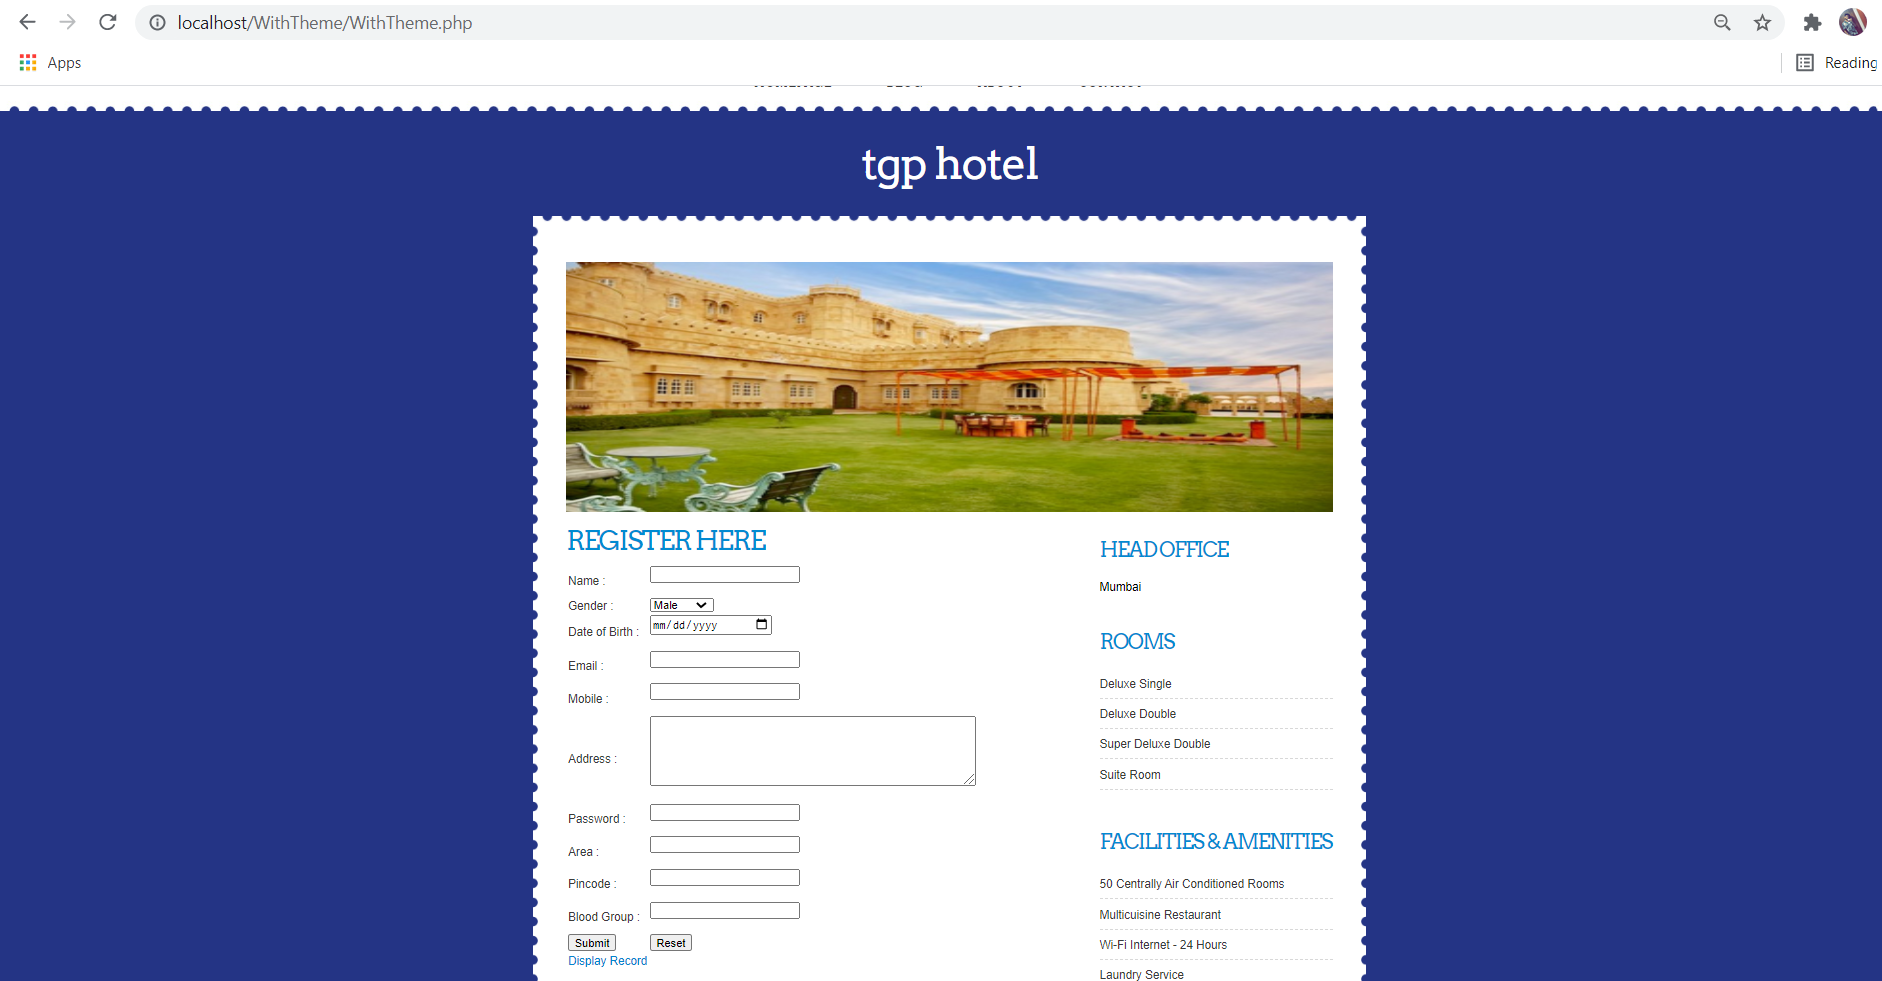 localhost/WithTheme/WithTheme.php
Apps
Reading
tgp hotel
REGISTER HERE
Name :
Gender : Male
Date of Birth : mm/dd/yyyy
Email :
Mobile :
Address :
Password :
Area :
Pincode :
Blood Group :
Submit Reset
Display Record
HEAD OFFICE
Mumbai
ROOMS
Deluxe Single
Deluxe Double
Super Deluxe Double
Suite Room
FACILITIES & AMENITIES
50 Centrally Air Conditioned Rooms
Multicuisine Restaurant
Wi-Fi Internet - 24 Hours
Laundry Service